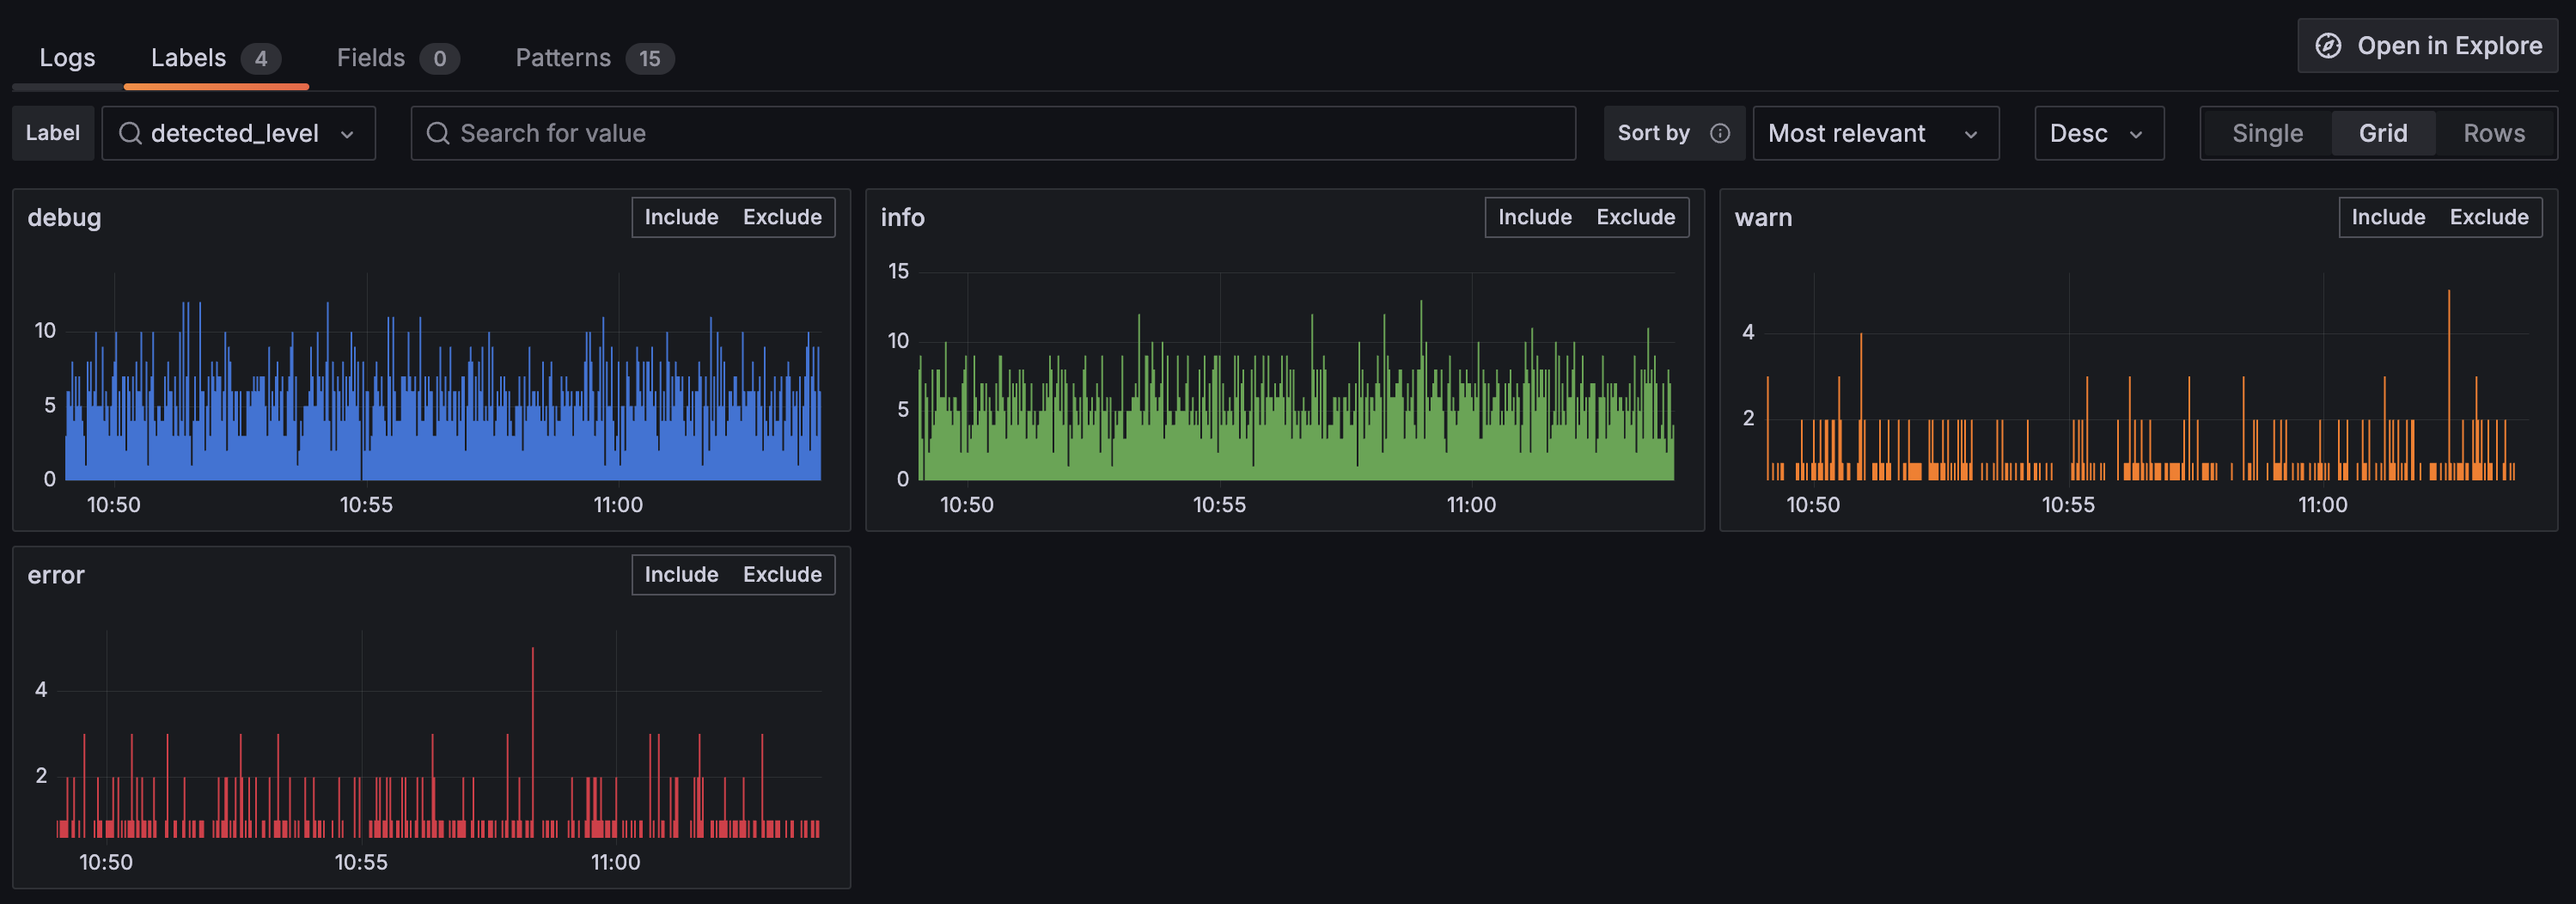 Logs Labels 4 Fields 0 Patterns 15
Open in Explore
Label detected_level Search for value Sort by Most relevant Desc Single Grid Rows
debug Include Exclude
10
5
0
10:50 10:55 11:00
info Include Exclude
15
10
5
0
10:50 10:55 11:00
warn Include Exclude
4
2
10:50 10:55 11:00
error Include Exclude
4
2
10:50 10:55 11:00